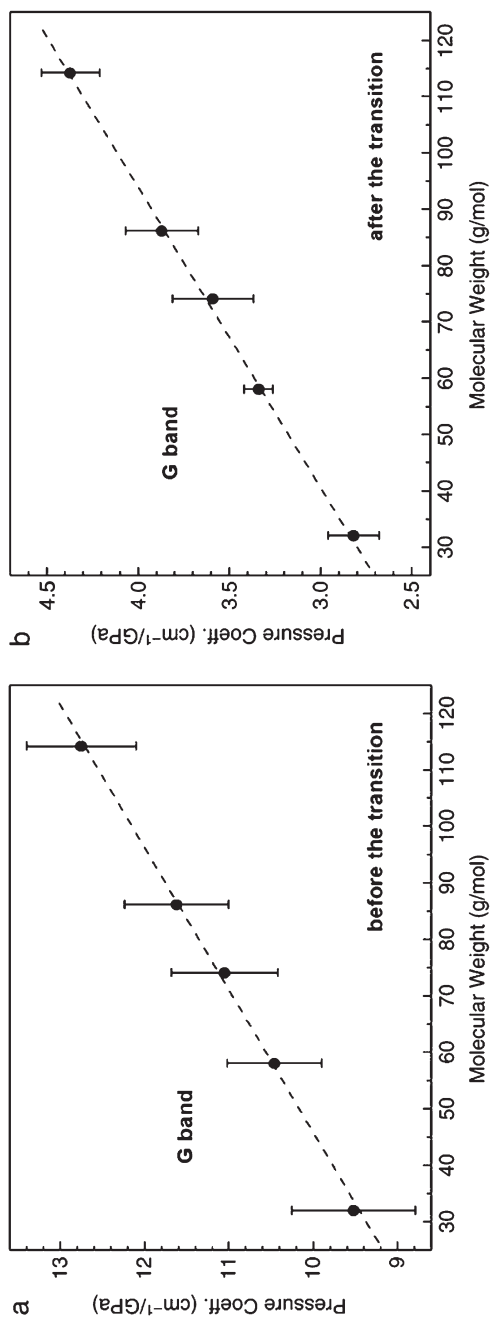 a
Pressure Coeff. (cm⁻¹/GPa)
13
12
11
10
9
G band
before the transition
30 40 50 60 70 80 90 100 110 120
Molecular Weight (g/mol)
b
Pressure Coeff. (cm⁻¹/GPa)
4.5
4.0
3.5
3.0
2.5
G band
after the transition
30 40 50 60 70 80 90 100 110 120
Molecular Weight (g/mol)